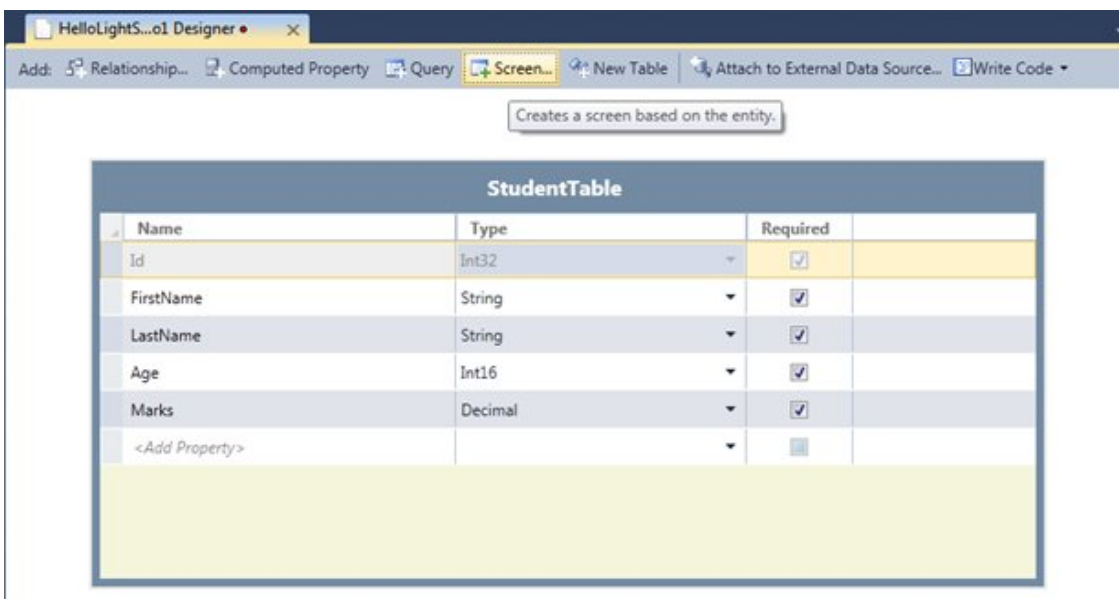 HelloLightS...o1 Designer
Add: Relationship... Computed Property Query Screen... New Table Attach to External Data Source... Write Code
Creates a screen based on the entity.
StudentTable
Name Type Required
Id Int32
FirstName String
LastName String
Age Int16
Marks Decimal
<Add Property>